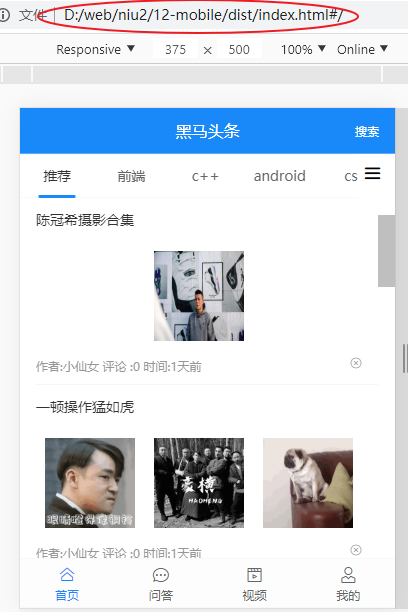 文件 D:/web/niu2/12-mobile/dist/index.html#/
Responsive ▼ 375 × 500 100% ▼ Online ▼
黑马头条 搜索
推荐 前端 c++ android cs
陈冠希摄影合集
作者:小仙女 评论 :0 时间:1天前
一顿操作猛如虎
HAOMENG
作者:小仙女 评论 :0 时间:1天前
首页 问答 视频 我的